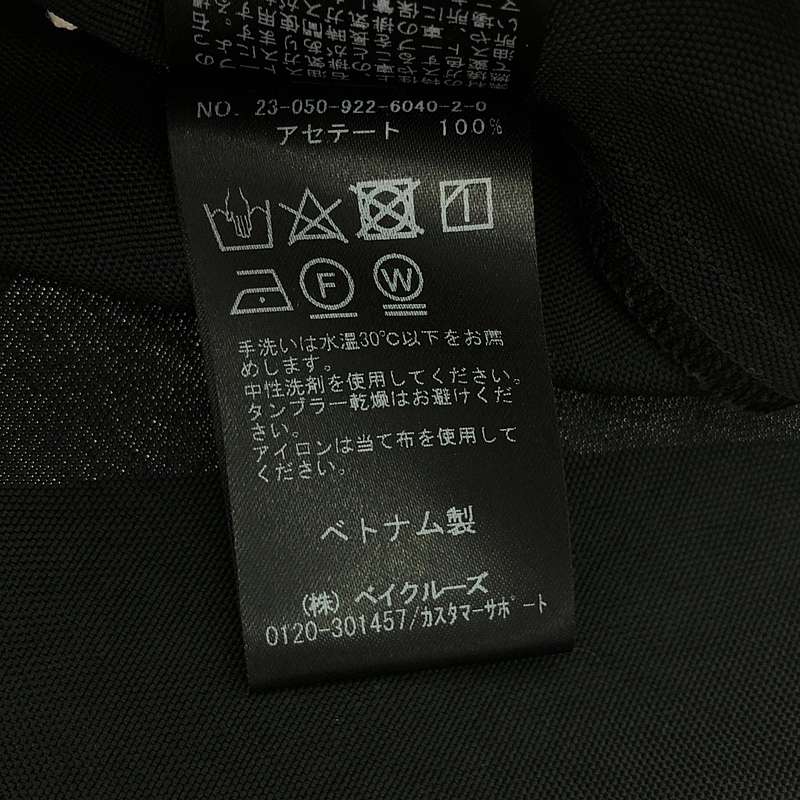 NO. 23-050-922-6040-2-0
アセテート 100%
F
W
手洗いは水温30℃以下をお薦
めします。
中性洗剤を使用してください。
タンブラー乾燥はお避けくだ
さい。
アイロンは当て布を使用して
ください。
ベトナム製
(株) ベイクルーズ
0120-301457/カスタマーサポート